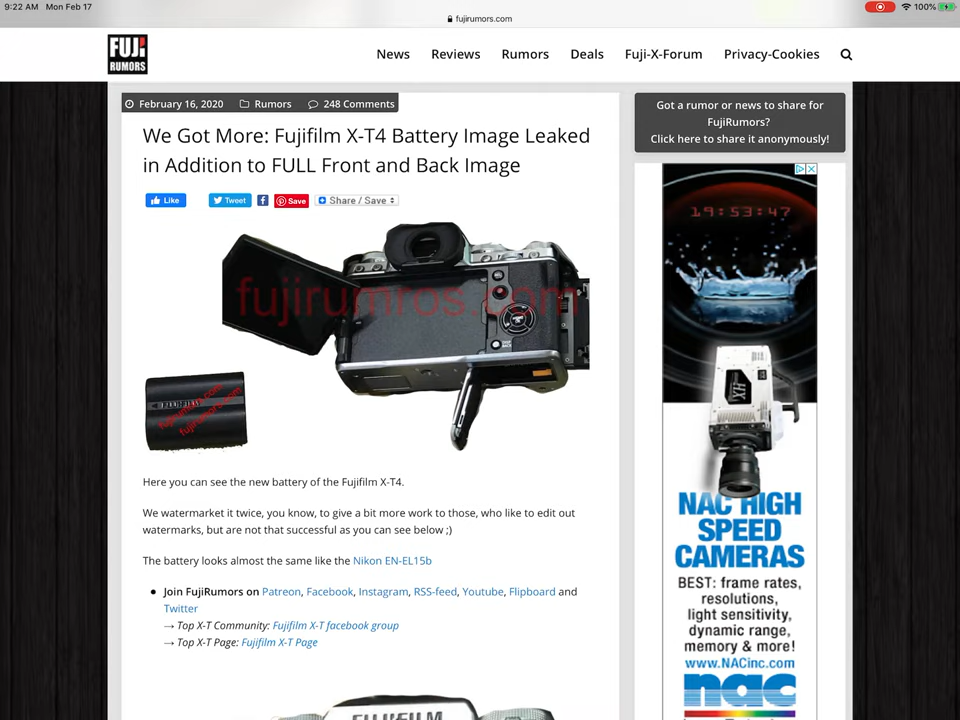 9:22 AM Mon Feb 17
fujirumors.com
100%
FUJI
RUMORS
News Reviews Rumors Deals Fuji-X-Forum Privacy-Cookies
February 16, 2020 Rumors 248 Comments
We Got More: Fujifilm X-T4 Battery Image Leaked
in Addition to FULL Front and Back Image
Like Tweet Save Share / Save
fujirumros.com
FUJIFILM
fujirumors.com
fujirumors.com
Here you can see the new battery of the Fujifilm X-T4.
We watermarket it twice, you know, to give a bit more work to those, who like to edit out
watermarks, but are not that successful as you can see below ;)
The battery looks almost the same like the Nikon EN-EL15b
Join FujiRumors on Patreon, Facebook, Instagram, RSS-feed, Youtube, Flipboard and
Twitter
→ Top X-T Community: Fujifilm X-T facebook group
→ Top X-T Page: Fujifilm X-T Page
FUJIFILM
Got a rumor or news to share for
FujiRumors?
Click here to share it anonymously!
19:53:47
HX
NAC HIGH
SPEED
CAMERAS
BEST: frame rates,
resolutions,
light sensitivity,
dynamic range,
memory & more!
www.NACinc.com
nac